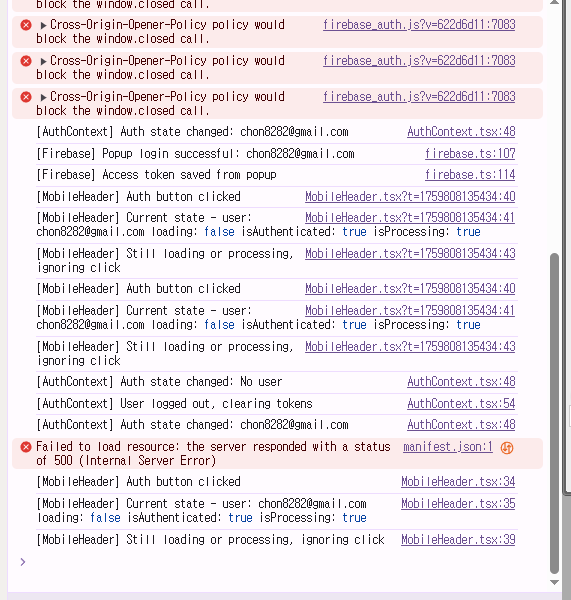 block the window.closed call.
▶Cross-Origin-Opener-Policy policy would firebase_auth.js?v=622d6d11:7083
block the window.closed call.
▶Cross-Origin-Opener-Policy policy would firebase_auth.js?v=622d6d11:7083
block the window.closed call.
▶Cross-Origin-Opener-Policy policy would firebase_auth.js?v=622d6d11:7083
block the window.closed call.
[AuthContext] Auth state changed: chon8282@gmail.com AuthContext.tsx:48
[Firebase] Popup login successful: chon8282@gmail.com firebase.ts:107
[Firebase] Access token saved from popup firebase.ts:114
[MobileHeader] Auth button clicked MobileHeader.tsx?t=1759808135434:40
[MobileHeader] Current state - user: MobileHeader.tsx?t=1759808135434:41
chon8282@gmail.com loading: false isAuthenticated: true isProcessing: true
[MobileHeader] Still loading or processing, MobileHeader.tsx?t=1759808135434:43
ignoring click
[MobileHeader] Auth button clicked MobileHeader.tsx?t=1759808135434:40
[MobileHeader] Current state - user: MobileHeader.tsx?t=1759808135434:41
chon8282@gmail.com loading: false isAuthenticated: true isProcessing: true
[MobileHeader] Still loading or processing, MobileHeader.tsx?t=1759808135434:43
ignoring click
[AuthContext] Auth state changed: No user AuthContext.tsx:48
[AuthContext] User logged out, clearing tokens AuthContext.tsx:54
[AuthContext] Auth state changed: chon8282@gmail.com AuthContext.tsx:48
Failed to load resource: the server responded with a status manifest.json:1
of 500 (Internal Server Error)
[MobileHeader] Auth button clicked MobileHeader.tsx:34
[MobileHeader] Current state - user: chon8282@gmail.com MobileHeader.tsx:35
loading: false isAuthenticated: true isProcessing: true
[MobileHeader] Still loading or processing, ignoring click MobileHeader.tsx:39